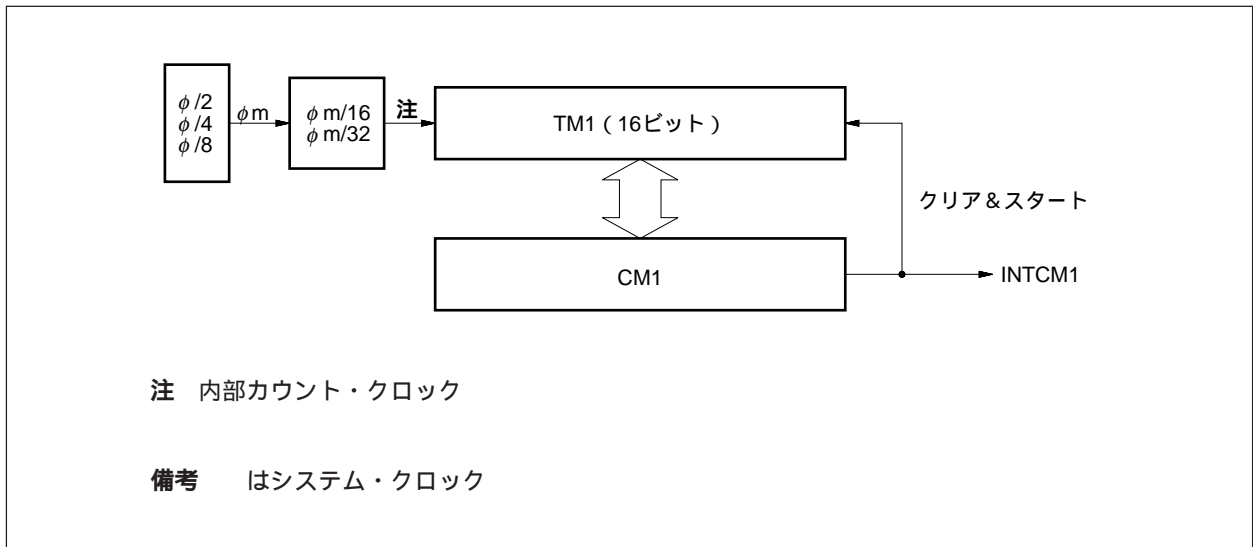 φ/2
φ/4
φ/8
φm
φm/16
φm/32
注
TM1（16ビット）
クリア＆スタート
CM1
INTCM1
注 内部カウント・クロック
備考 はシステム・クロック